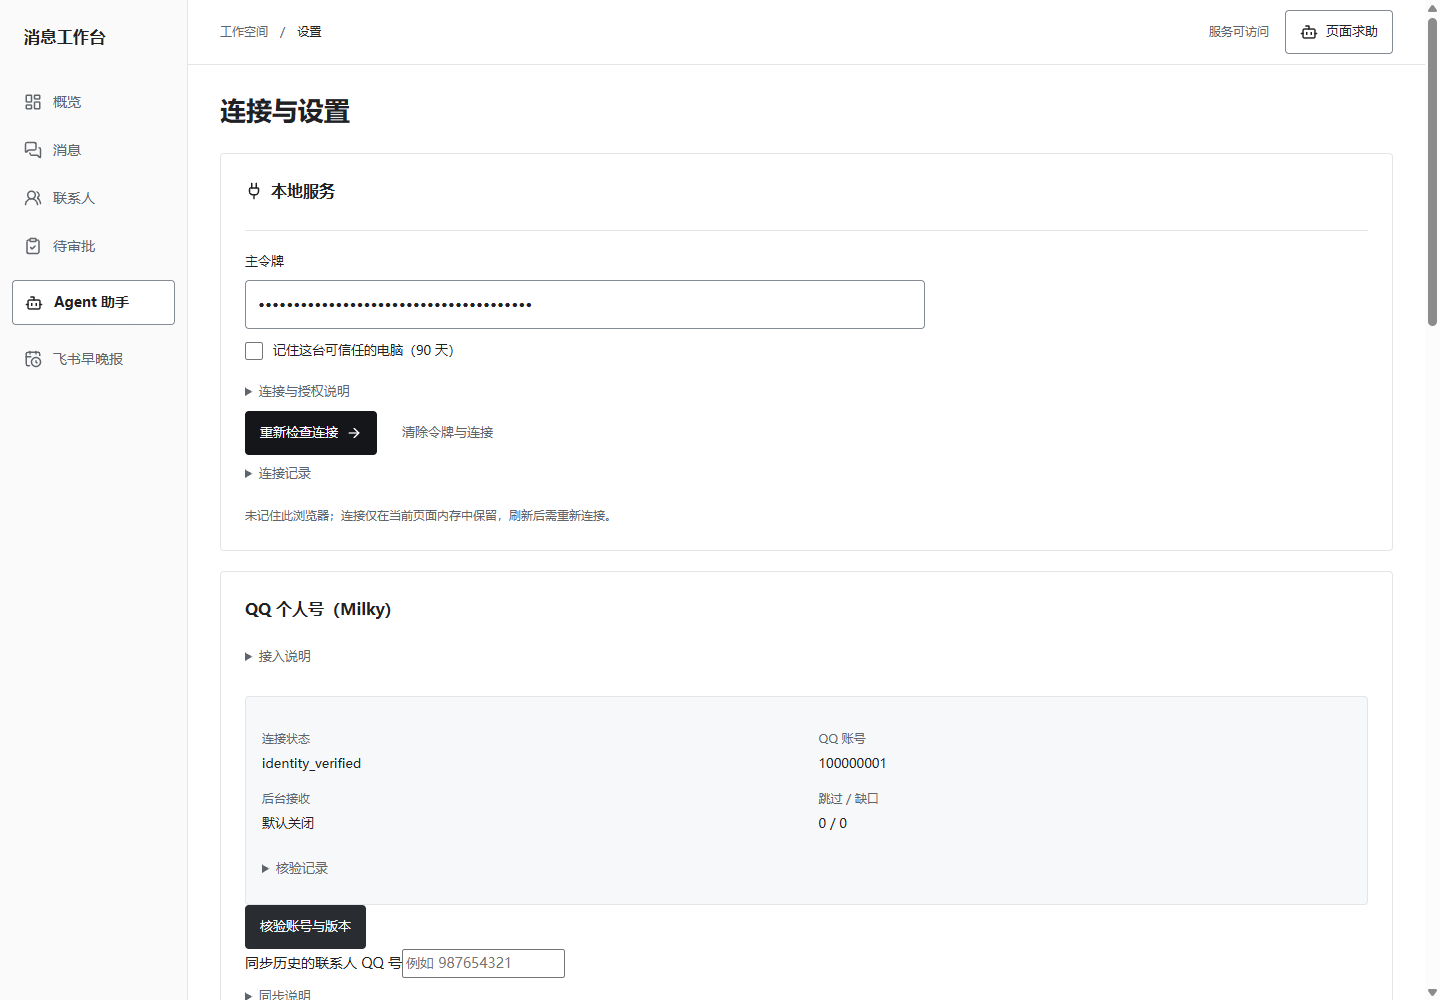 消息工作台
概览
消息
联系人
待审批
Agent 助手
飞书早晚报
工作空间 / 设置
服务可访问
页面求助
连接与设置
本地服务
主令牌
•••••••••••••••••••••••••••••••••••••••
记住这台可信任的电脑（90 天）
连接与授权说明
重新检查连接
清除令牌与连接
连接记录
未记住此浏览器；连接仅在当前页面内存中保留，刷新后需重新连接。
QQ 个人号（Milky）
接入说明
连接状态
identity_verified
QQ 账号
100000001
后台接收
默认关闭
跳过 / 缺口
0 / 0
核验记录
核验账号与版本
同步历史的联系人 QQ 号 例如 987654321
同步说明